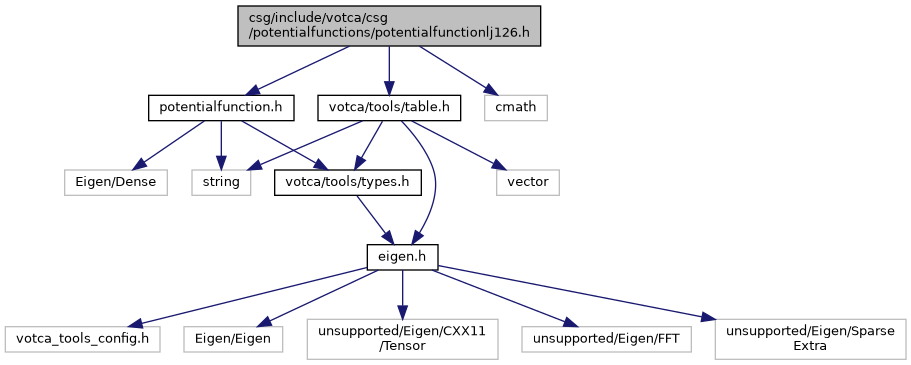 csg/include/votca/csg
/potentialfunctions/potentialfunctionlj126.h
potentialfunction.h
votca/tools/table.h
cmath
Eigen/Dense
string
votca/tools/types.h
vector
eigen.h
votca_tools_config.h
Eigen/Eigen
unsupported/Eigen/CXX11
/Tensor
unsupported/Eigen/FFT
unsupported/Eigen/Sparse
Extra